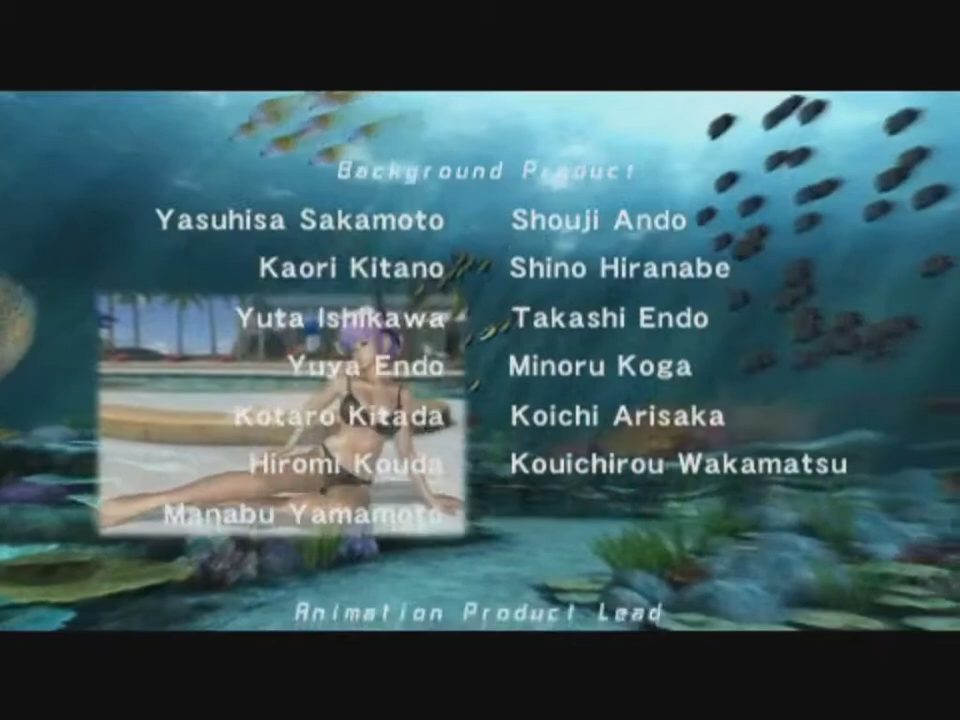 Background Product
Yasuhisa Sakamoto Shouji Ando
Kaori Kitano Shino Hiranabe
Yuta Ishikawa Takashi Endo
Yuya Endo Minoru Koga
Kotaro Kitada Koichi Arisaka
Hiromi Kouda Kouichirou Wakamatsu
Manabu Yamamoto
Animation Product Lead